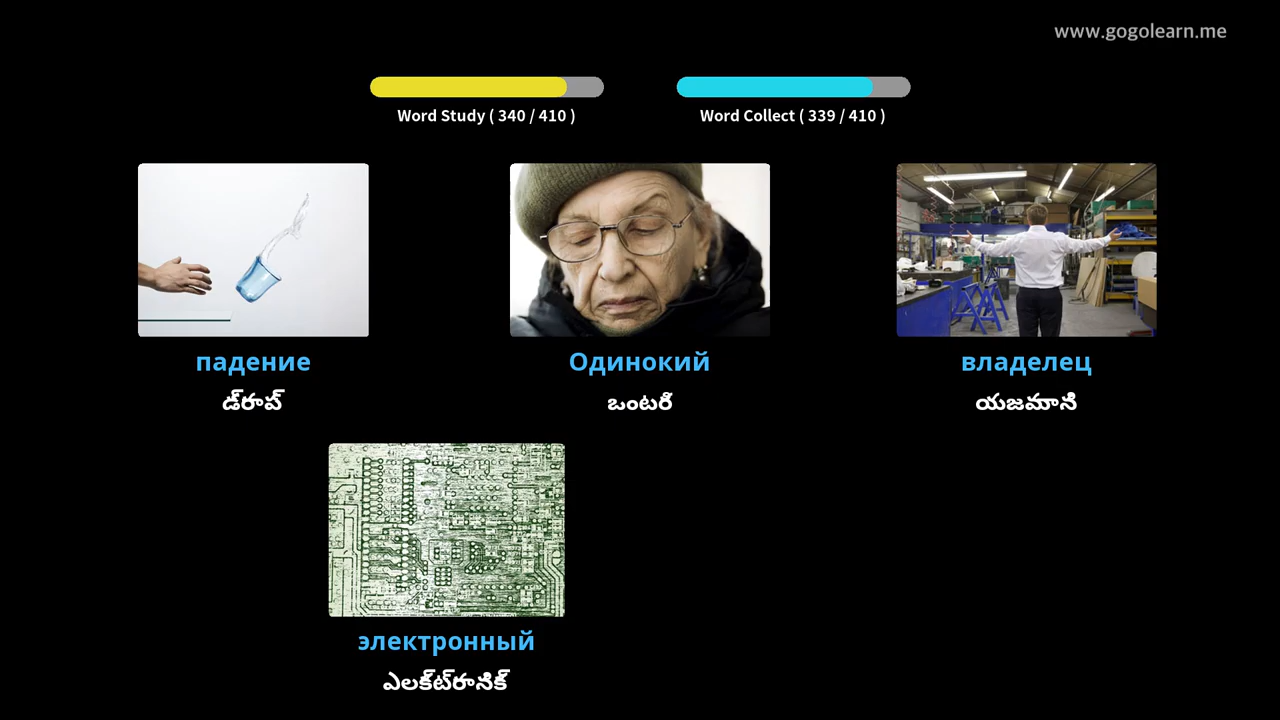 www.gogolearn.me
Word Study ( 340 / 410 )
Word Collect ( 339 / 410 )
падение
Одинокий
владелец
డ్రాప్
ఒంటరి
యజమాని
электронный
ఎలక్ట్రానిక్